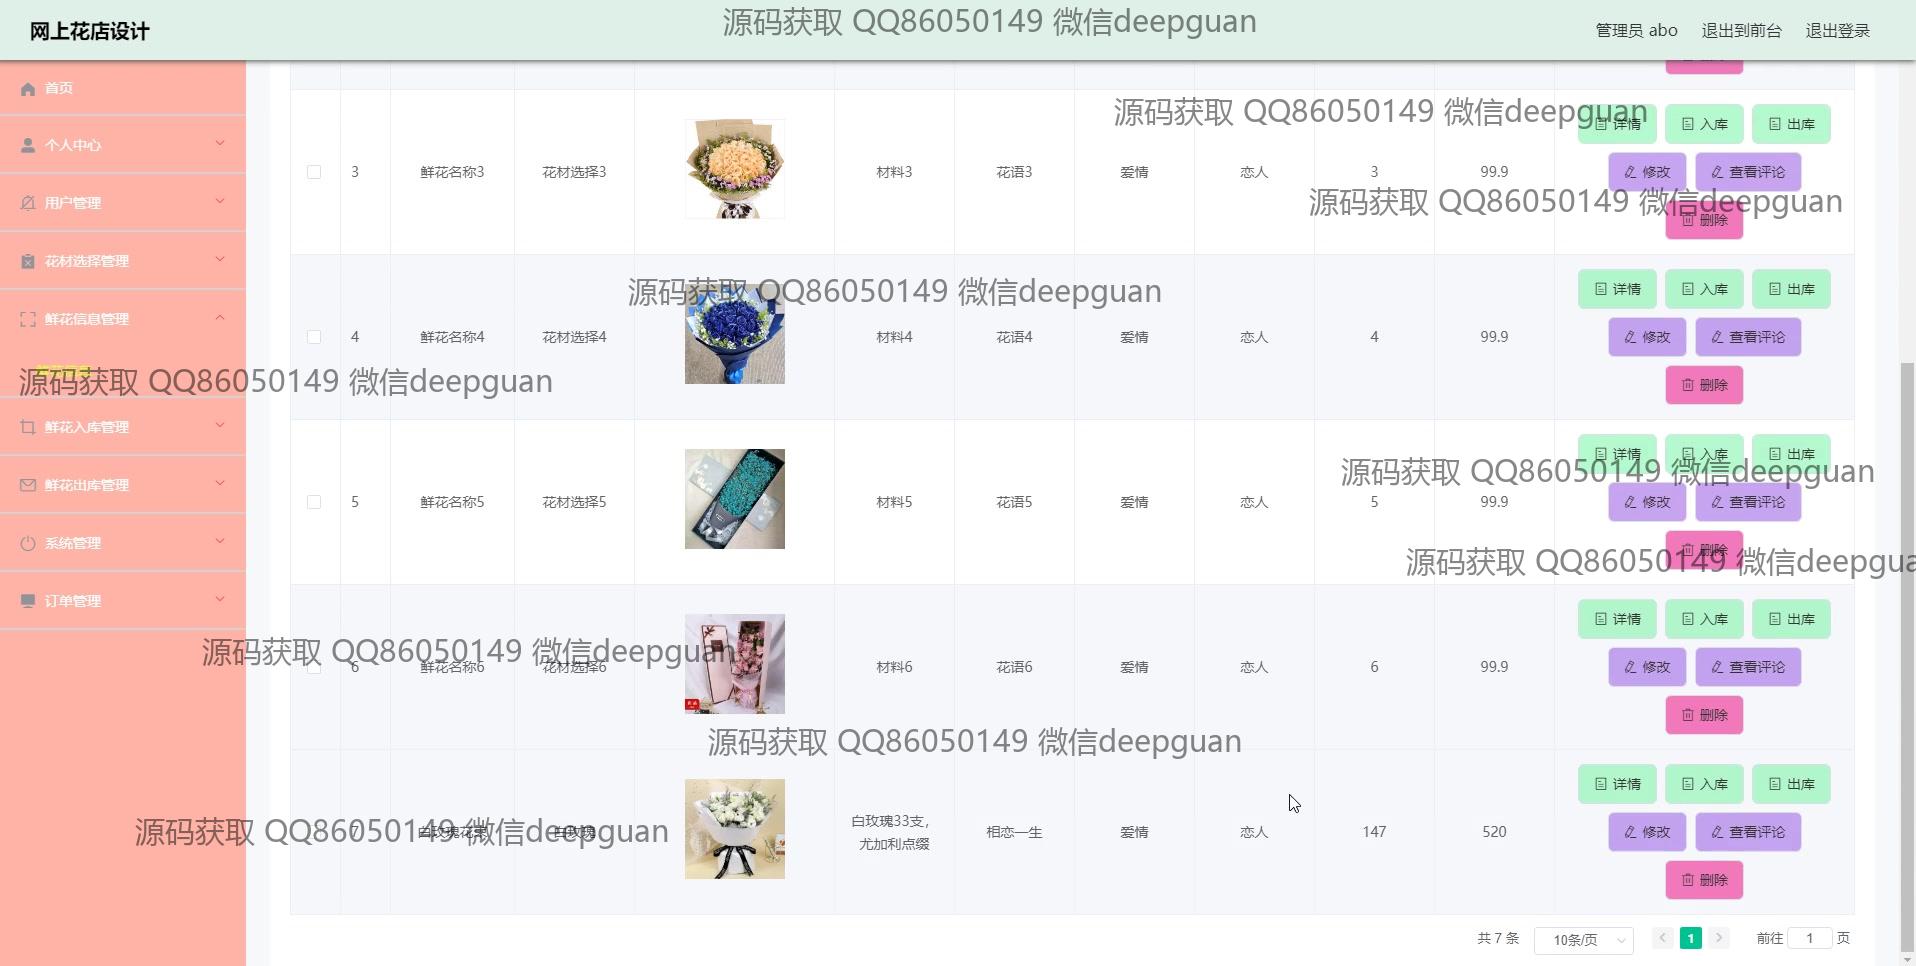 网上花店设计
源码获取 QQ86050149 微信deepguan
管理员 abo
退出到前台
退出登录
首页
个人中心
用户管理
花材选择管理
鲜花信息管理
源码获取 QQ86050149 微信deepguan
鲜花入库管理
鲜花出库管理
系统管理
订单管理
源码获取 QQ86050149 微信deepguan
3 鲜花名称3 花材选择3 材料3 花语3 爱情 恋人 3 99.9
详情 入库 出库
修改 查看评论
源码获取 QQ86050149 微信deepguan
删除
源码获取 QQ86050149 微信deepguan
4 鲜花名称4 花材选择4 材料4 花语4 爱情 恋人 4 99.9
详情 入库 出库
修改 查看评论
删除
5 鲜花名称5 花材选择5 材料5 花语5 爱情 恋人 5 99.9
详情 入库 出库
源码获取 QQ86050149 微信deepguan
修改 查看评论
删除
源码获取 QQ86050149 微信deepgua
6 鲜花名称6 花材选择6 材料6 花语6 爱情 恋人 6 99.9
源码获取 QQ86050149 微信deepguan
详情 入库 出库
修改 查看评论
删除
源码获取 QQ86050149 微信deepguan
7 白玫瑰花束 白玫瑰 白玫瑰33支，
尤加利点缀 相恋一生 爱情 恋人 147 520
源码获取 QQ86050149 微信deepguan
详情 入库 出库
修改 查看评论
删除
共 7 条 10条/页 1 前往 1 页